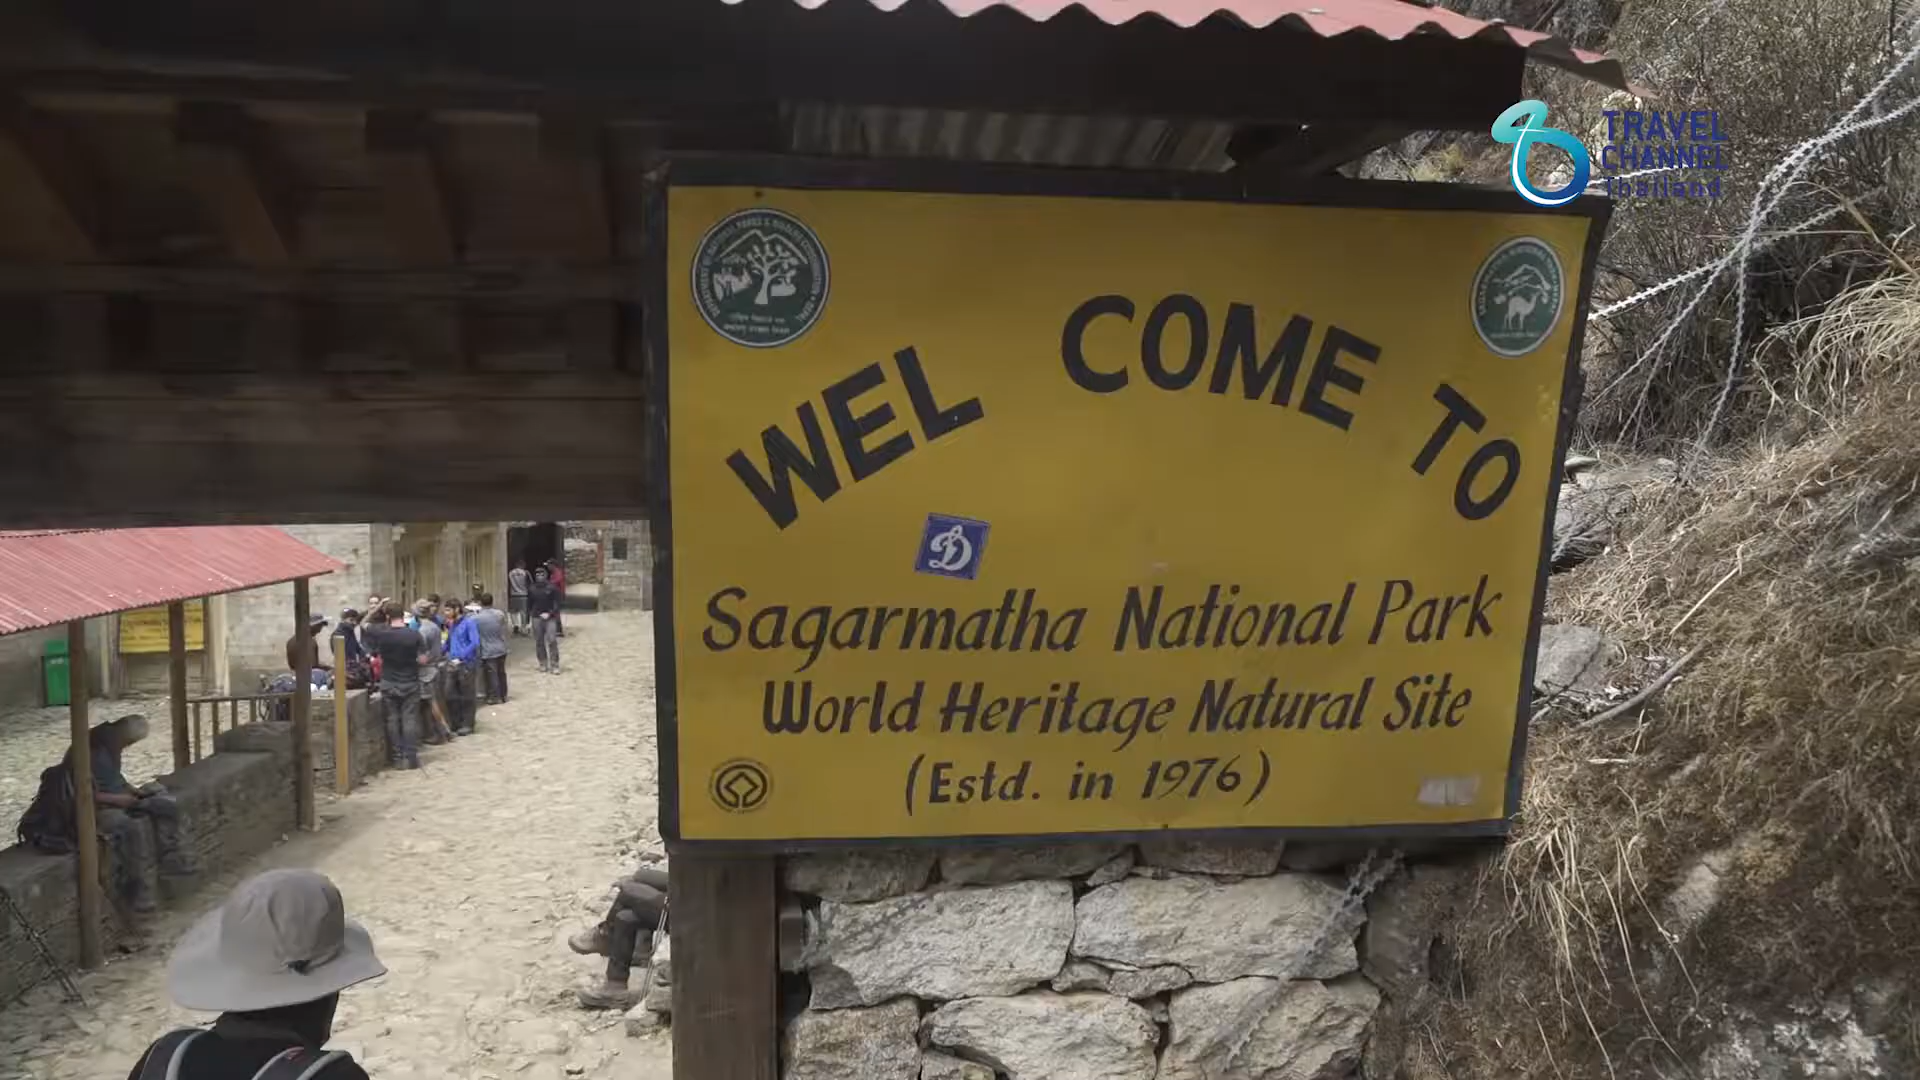 TRAVEL
CHANNEL
Thailand
WEL COME TO
Sagarmatha National Park
World Heritage Natural Site
(Estd. in 1976)